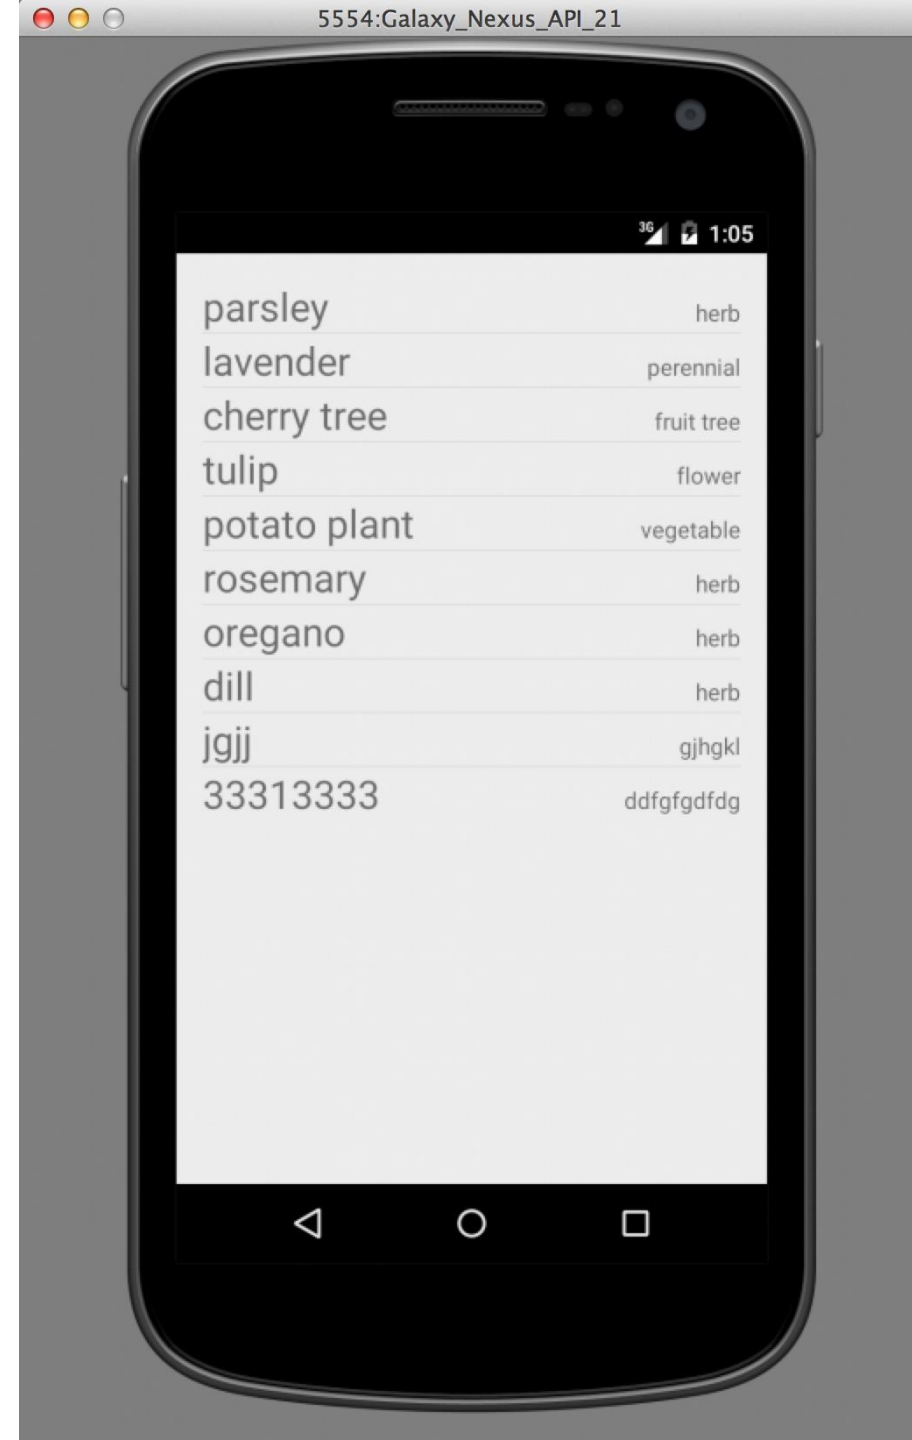 5554:Galaxy_Nexus_API_21
3G 1:05
parsley herb
lavender perennial
cherry tree fruit tree
tulip flower
potato plant vegetable
rosemary herb
oregano herb
dill herb
jgjj gjhgkl
33313333 ddfgfgdfdg